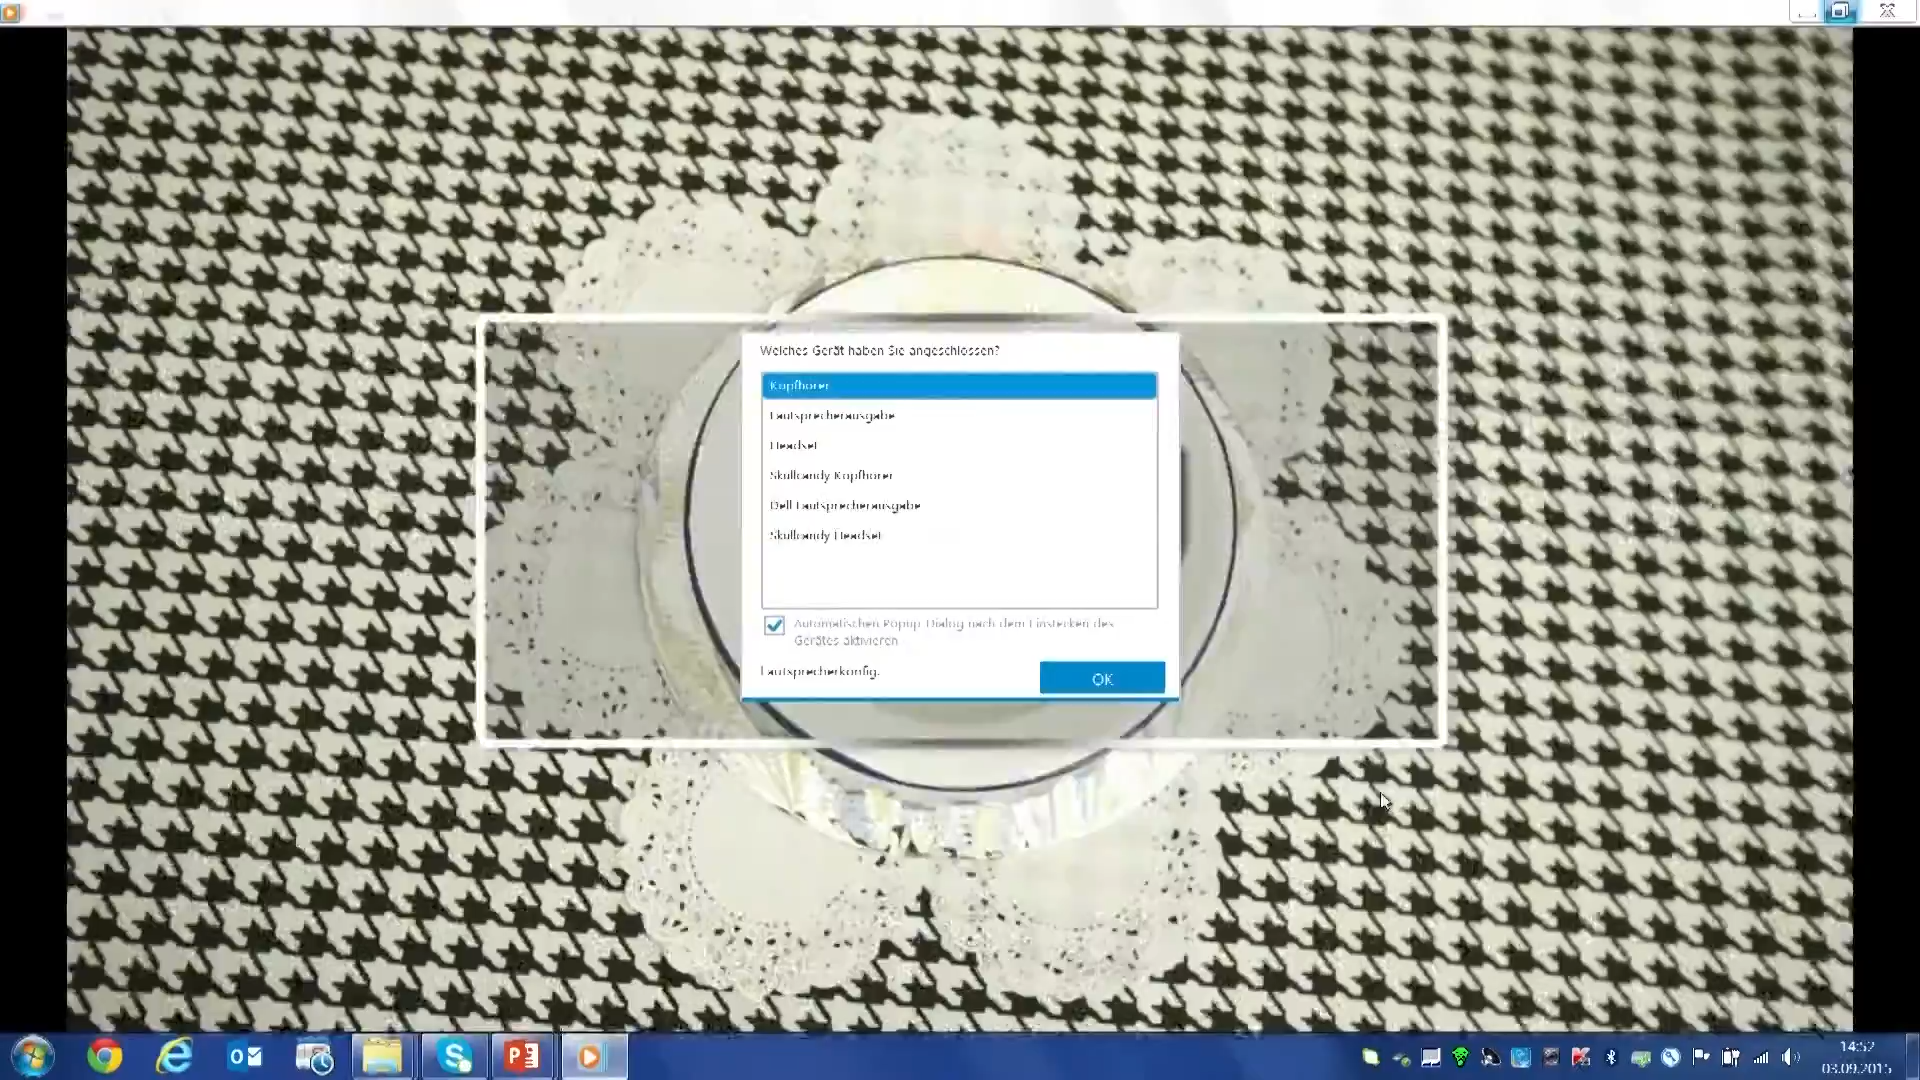 Welches Gerät haben Sie angeschlossen?
Kopfhörer
Lautsprecherausgabe
Headset
Skullcandy Kopfhörer
Dell Lautsprecherausgabe
Skullcandy Headset
Automatischen Popup-Dialog nach dem Einstecken des
Gerätes aktivieren
Lautsprecherkonfig.
OK
14:52
03.09.2015